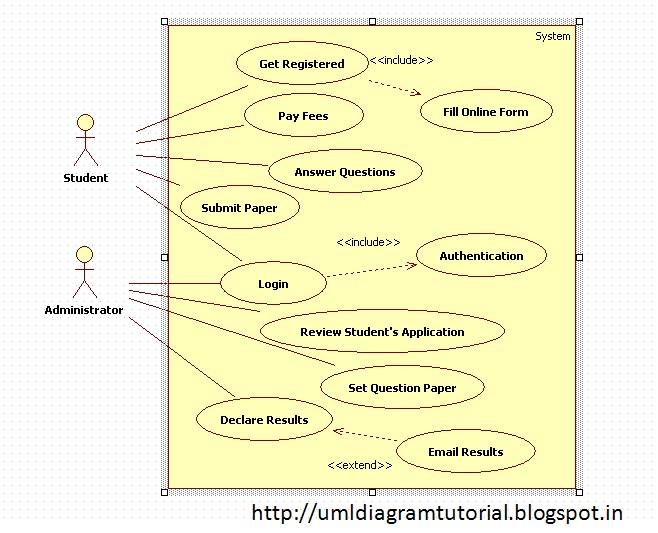 System
Get Registered
<<include>>
Fill Online Form
Pay Fees
Student
Answer Questions
Submit Paper
<<include>>
Authentication
Login
Administrator
Review Student's Application
Set Question Paper
Declare Results
Email Results
<<extend>>
http://umldiagramtutorial.blogspot.in